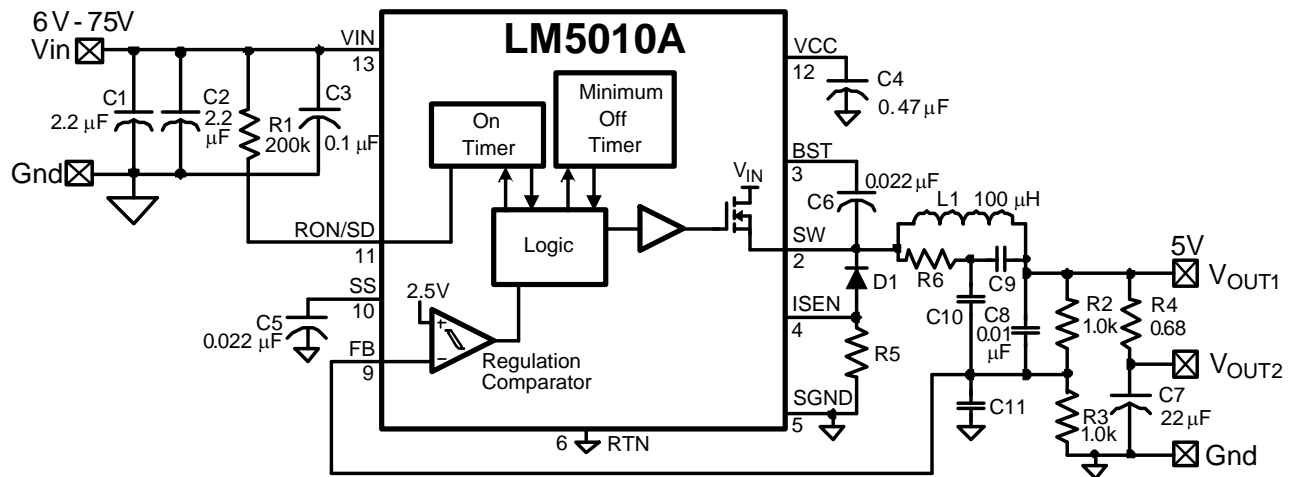 6V - 75V
Vin
C1
2.2 µF
C2
2.2
µF
R1
200k
C3
0.1 µF
Gnd
LM5010A
VIN
13
On
Timer
Minimum
Off
Timer
RON/SD
11
Logic
VIN
SS
10
C5
0.022 µF
2.5V
+
−
FB
9
Regulation
Comparator
6
RTN
VCC
12
C4
0.47 µF
BST
3
C6
0.022 µF
SW
2
D1
ISEN
4
R5
SGND
5
L1
100 µH
R6
C9
C10
C8
0.01
µF
C11
R2
1.0k
R3
1.0k
R4
0.68
5V
VOUT1
VOUT2
C7
22 µF
Gnd